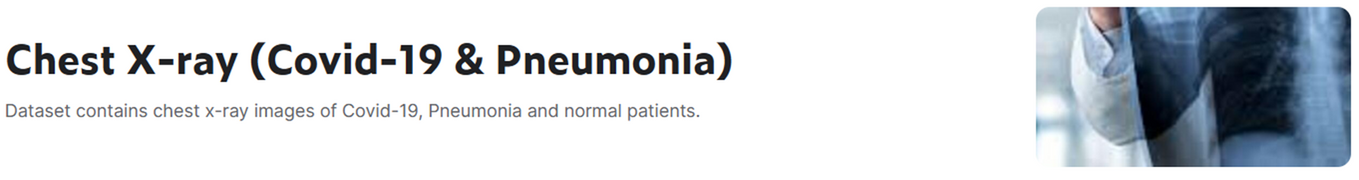 Chest X-ray (Covid-19 & Pneumonia)
Dataset contains chest x-ray images of Covid-19, Pneumonia and normal patients.